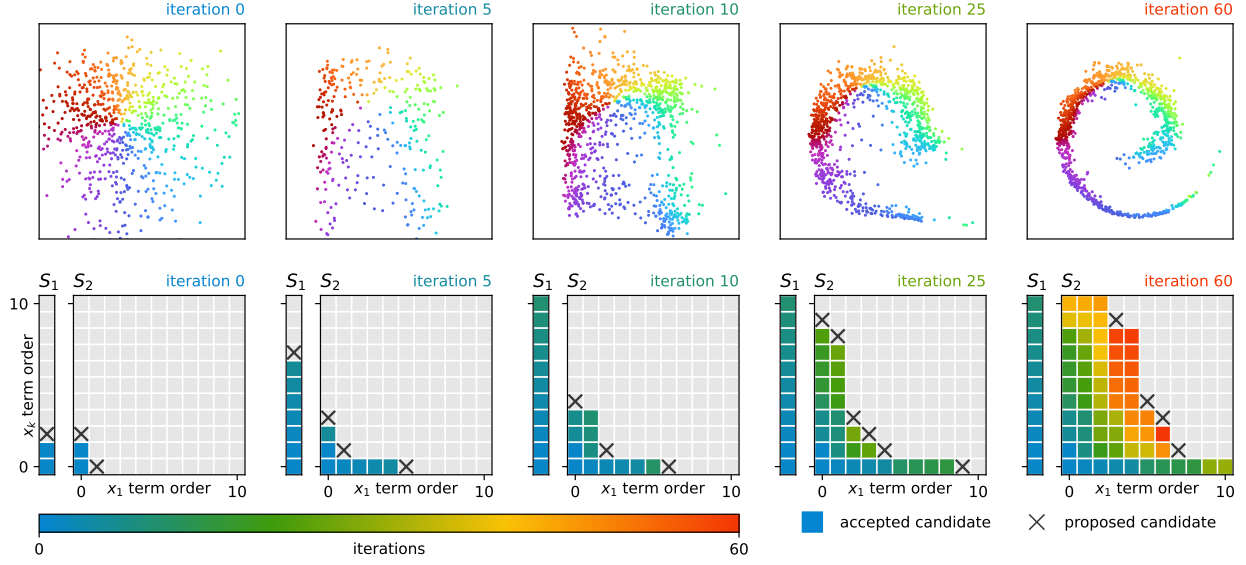 iteration 0
iteration 5
iteration 10
iteration 25
iteration 60
S1 S2 iteration 0
S1 S2 iteration 5
S1 S2 iteration 10
S1 S2 iteration 25
S1 S2 iteration 60
10
xk term order
0
0 x1 term order 10
0 x1 term order 10
0 x1 term order 10
0 x1 term order 10
0 x1 term order 10
accepted candidate
proposed candidate
0 iterations 60